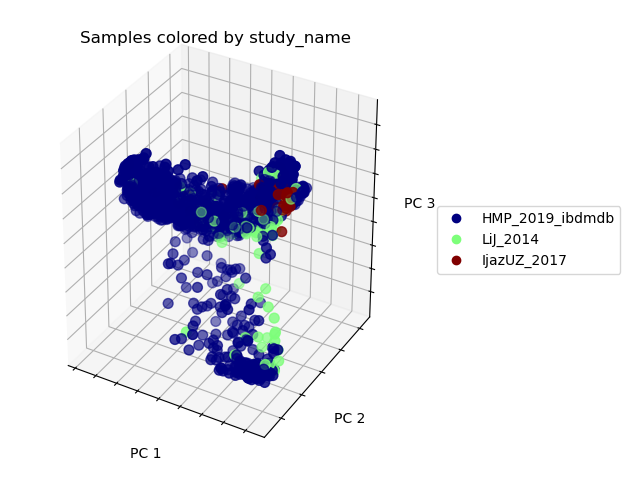 Samples colored by study_name
PC 3
HMP_2019_ibdmdb
LiJ_2014
IjazUZ_2017
PC 2
PC 1